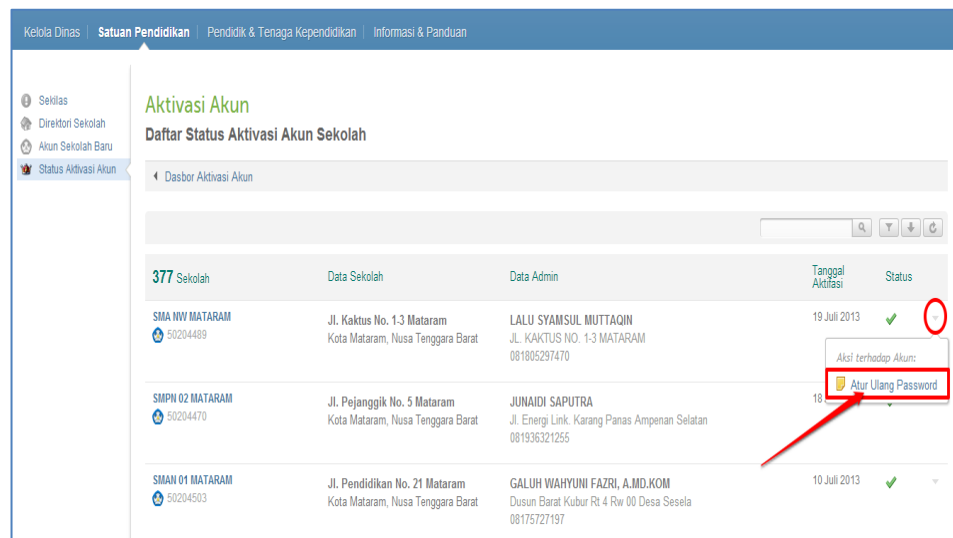 Kelola Dinas | Satuan Pendidikan | Pendidik & Tenaga Kependidikan | Informasi & Panduan
Sekilas
Direktori Sekolah
Akun Sekolah Baru
Status Aktivasi Akun
Aktivasi Akun
Daftar Status Aktivasi Akun Sekolah
Dasbor Aktivasi Akun
377 Sekolah Data Sekolah Data Admin Tanggal Aktifasi Status
SMA NW MATARAM Jl. Kaktus No. 1-3 Mataram LALU SYAMSUL MUTTAQIN 19 Juli 2013
50204489 Kota Mataram, Nusa Tenggara Barat JL. KAKTUS NO. 1-3 MATARAM
081805297470
Aksi terhadap Akun:
Atur Ulang Password
SMPN 02 MATARAM Jl. Pejanggik No. 5 Mataram JUNAIDI SAPUTRA 18
50204470 Kota Mataram, Nusa Tenggara Barat Jl. Energi Link. Karang Panas Ampenan Selatan
081936321255
SMAN 01 MATARAM Jl. Pendidikan No. 21 Mataram GALUH WAHYUNI FAZRI, A.MD.KOM 10 Juli 2013
50204503 Kota Mataram, Nusa Tenggara Barat Dusun Barat Kubur Rt 4 Rw 00 Desa Sesela
08175727197